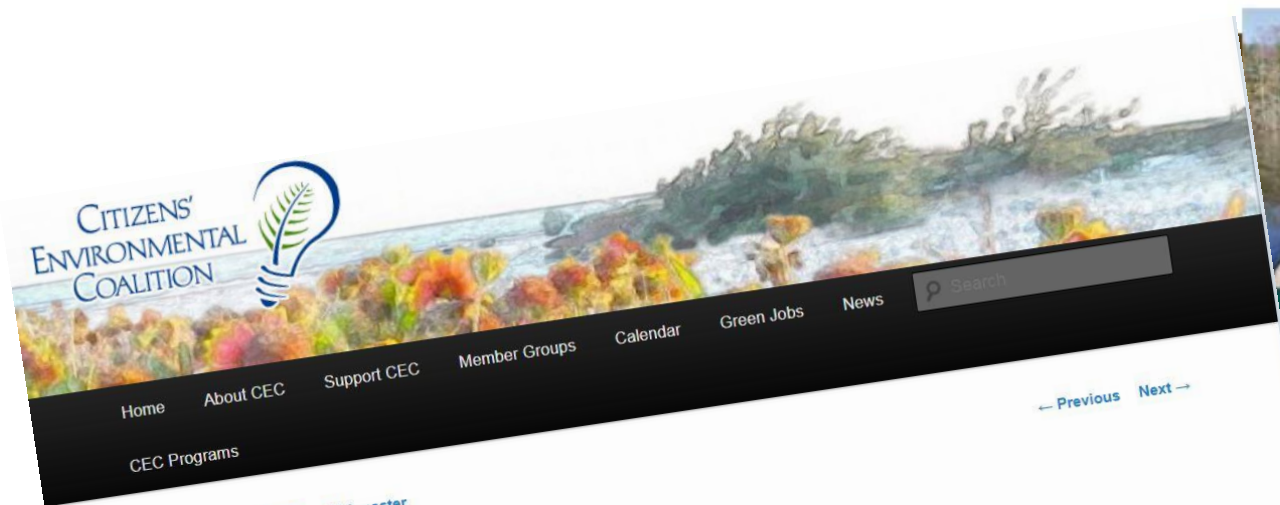 CITIZENS'
ENVIRONMENTAL
COALITION
Home About CEC Support CEC Member Groups Calendar Green Jobs News Search
CEC Programs
← Previous Next →